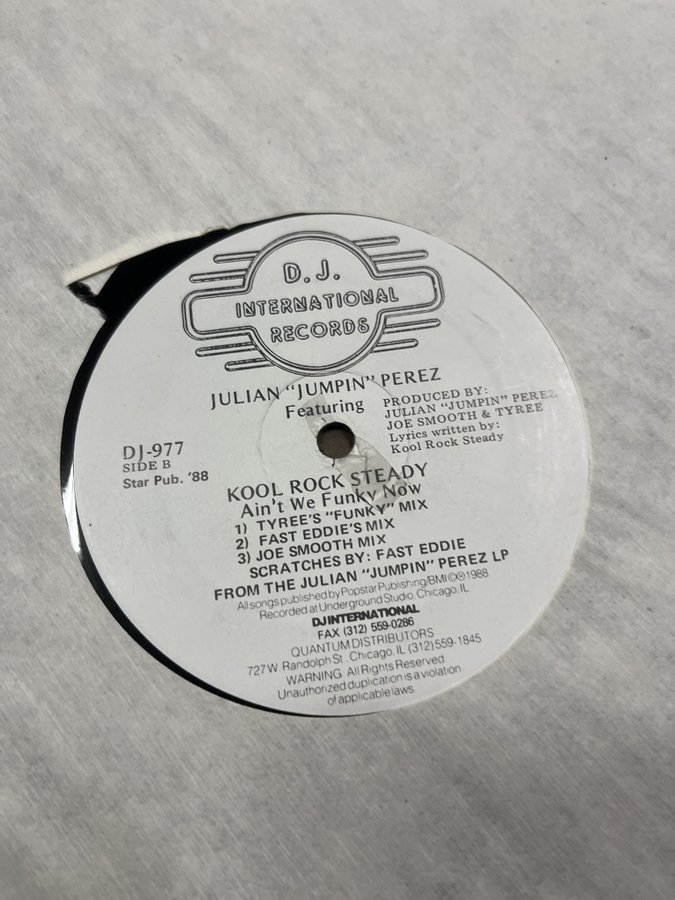 D.J.
INTERNATIONAL
RECORDS
JULIAN "JUMPIN" PEREZ
Featuring
PRODUCED BY:
JULIAN "JUMPIN" PEREZ
JOE SMOOTH & TYREE
Lyrics written by:
Kool Rock Steady
DJ-977
SIDE B
Star Pub. '88
KOOL ROCK STEADY
Ain't We Funky Now
1) TYREE'S "FUNKY" MIX
2) FAST EDDIE'S MIX
3) JOE SMOOTH MIX
SCRATCHES BY: FAST EDDIE
FROM THE JULIAN "JUMPIN" PEREZ LP
All songs published by Popstar Publishing/BMI©℗1988
Recorded at Underground Studio, Chicago, IL
DJ INTERNATIONAL
FAX (312) 559-0286
QUANTUM DISTRIBUTORS
727 W. Randolph St. Chicago, IL (312) 559-1845
WARNING: All Rights Reserved
Unauthorized duplication is a violation
of applicable laws.